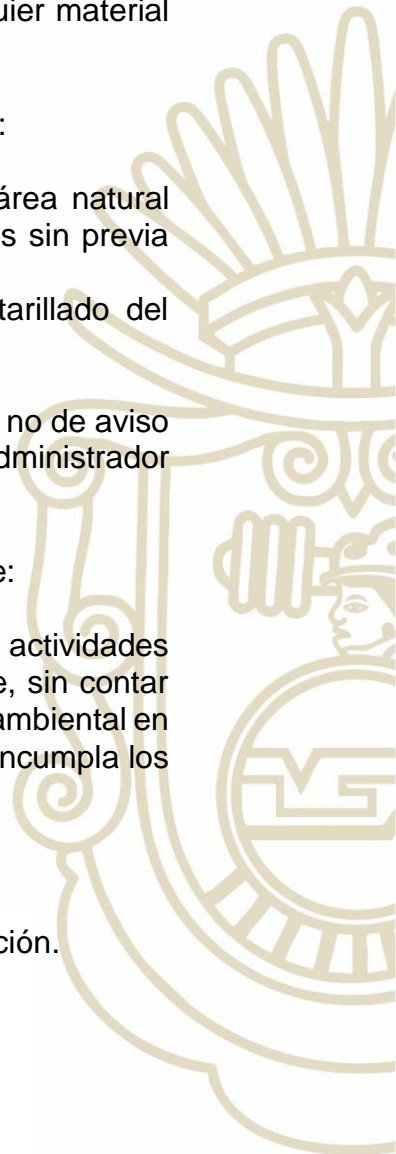 quier material
:
área natural
s sin previa
tarillado del
no de aviso
dministrador
e:
actividades
e, sin contar
ambiental en
ncumpla los
ción.